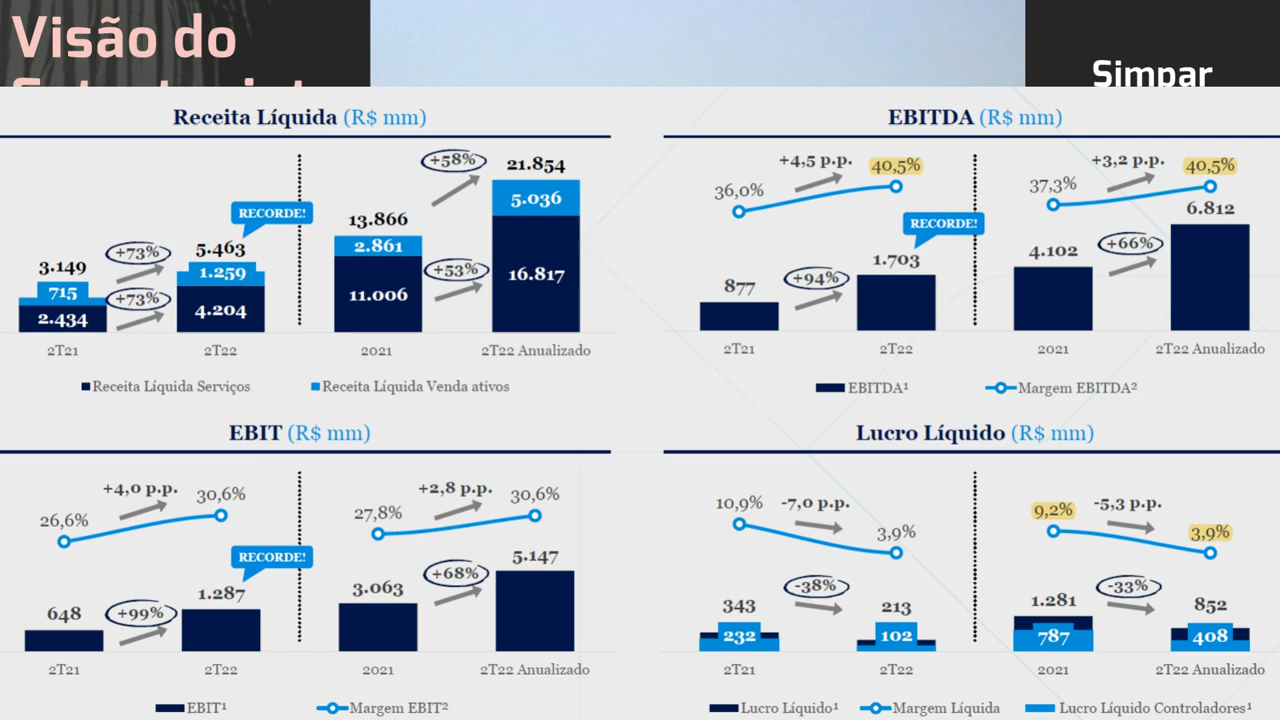 Visão do
Simpar
Receita Líquida (R$ mm)
+58%
21.854
5.036
13.866
RECORDE!
2.861
+73%
5.463
3.149
1.259
+53%
16.817
715
+73%
11.006
2.434
4.204
2T21
2T22
2021
2T22 Anualizado
Receita Líquida Serviços
Receita Líquida Venda ativos
EBITDA (R$ mm)
+4,5 p.p.
40,5%
+3,2 p.p.
40,5%
36,0%
37,3%
6.812
RECORDE!
1.703
4.102
+66%
877
+94%
2T21
2T22
2021
2T22 Anualizado
EBITDA¹
Margem EBITDA²
EBIT (R$ mm)
+4,0 p.p.
30,6%
+2,8 p.p.
30,6%
26,6%
27,8%
RECORDE!
5.147
1.287
3.063
+68%
648
+99%
2T21
2T22
2021
2T22 Anualizado
EBIT¹
Margem EBIT²
Lucro Líquido (R$ mm)
10,9%
-7,0 p.p.
9,2%
-5,3 p.p.
3,9%
3,9%
-38%
-33%
343
213
1.281
852
232
102
787
408
2T21
2T22
2021
2T22 Anualizado
Lucro Líquido¹
Margem Líquida
Lucro Líquido Controladores¹